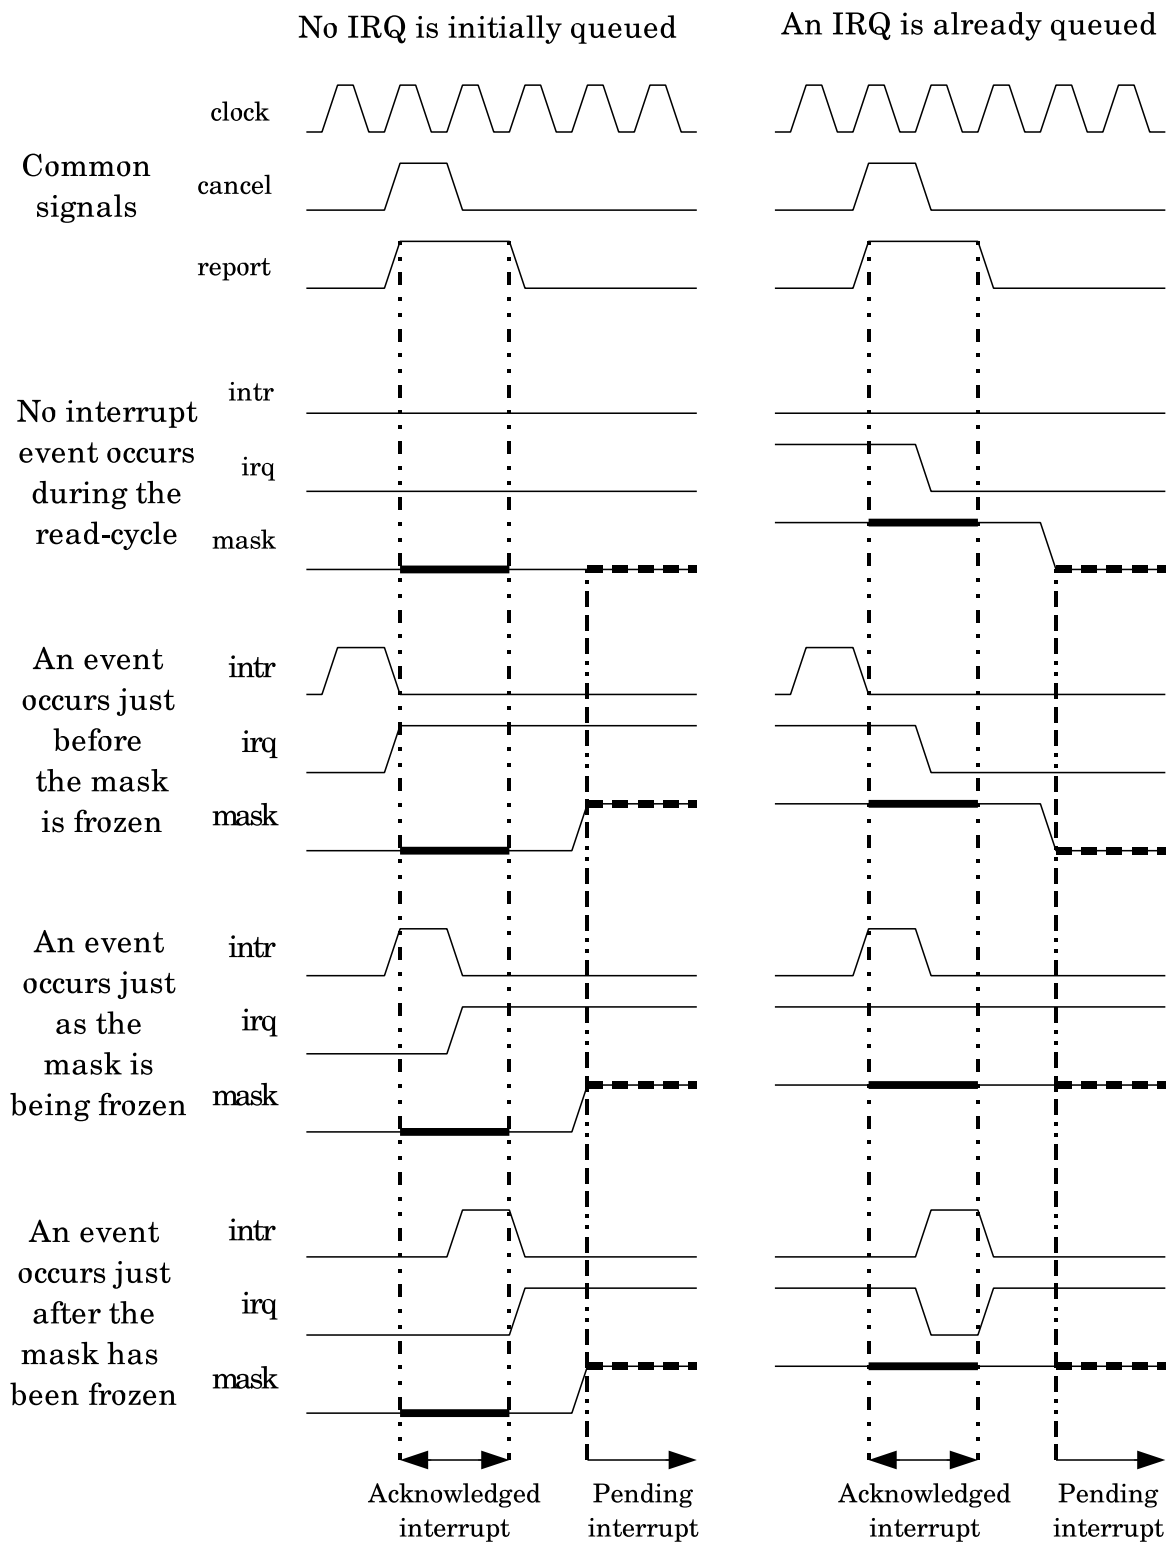 No IRQ is initially queued
An IRQ is already queued
clock
Common
signals
cancel
report
No interrupt
event occurs
during the
read-cycle
intr
irq
mask
An event
occurs just
before
the mask
is frozen
intr
irq
mask
An event
occurs just
as the
mask is
being frozen
intr
irq
mask
An event
occurs just
after the
mask has
been frozen
intr
irq
mask
Acknowledged
interrupt
Pending
interrupt
Acknowledged
interrupt
Pending
interrupt